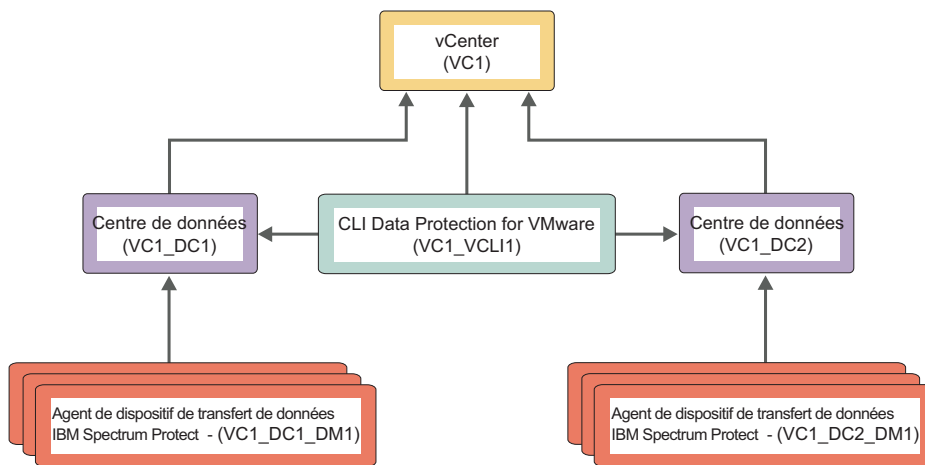 vCenter
(VC1)
Centre de données
(VC1_DC1)
CLI Data Protection for VMware
(VC1_VCLI1)
Centre de données
(VC1_DC2)
Agent de dispositif de transfert de données
IBM Spectrum Protect - (VC1_DC1_DM1)
Agent de dispositif de transfert de données
IBM Spectrum Protect - (VC1_DC2_DM1)